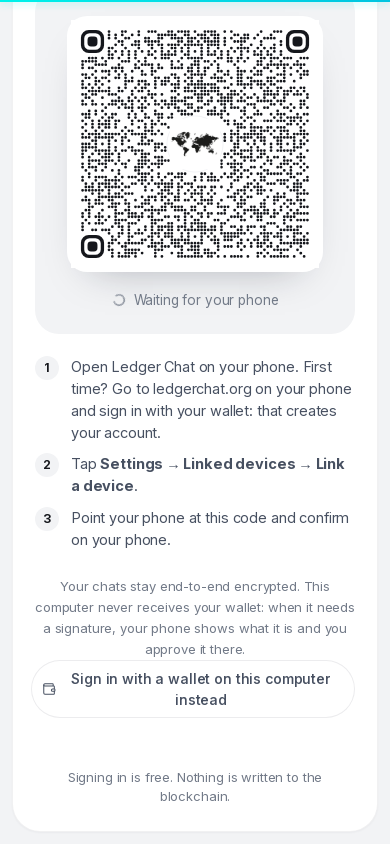 Waiting for your phone
1 Open Ledger Chat on your phone. First
time? Go to ledgerchat.org on your phone
and sign in with your wallet: that creates
your account.
2 Tap Settings → Linked devices → Link
a device.
3 Point your phone at this code and confirm
on your phone.
Your chats stay end-to-end encrypted. This
computer never receives your wallet: when it needs
a signature, your phone shows what it is and you
approve it there.
Sign in with a wallet on this computer
instead
Signing in is free. Nothing is written to the
blockchain.